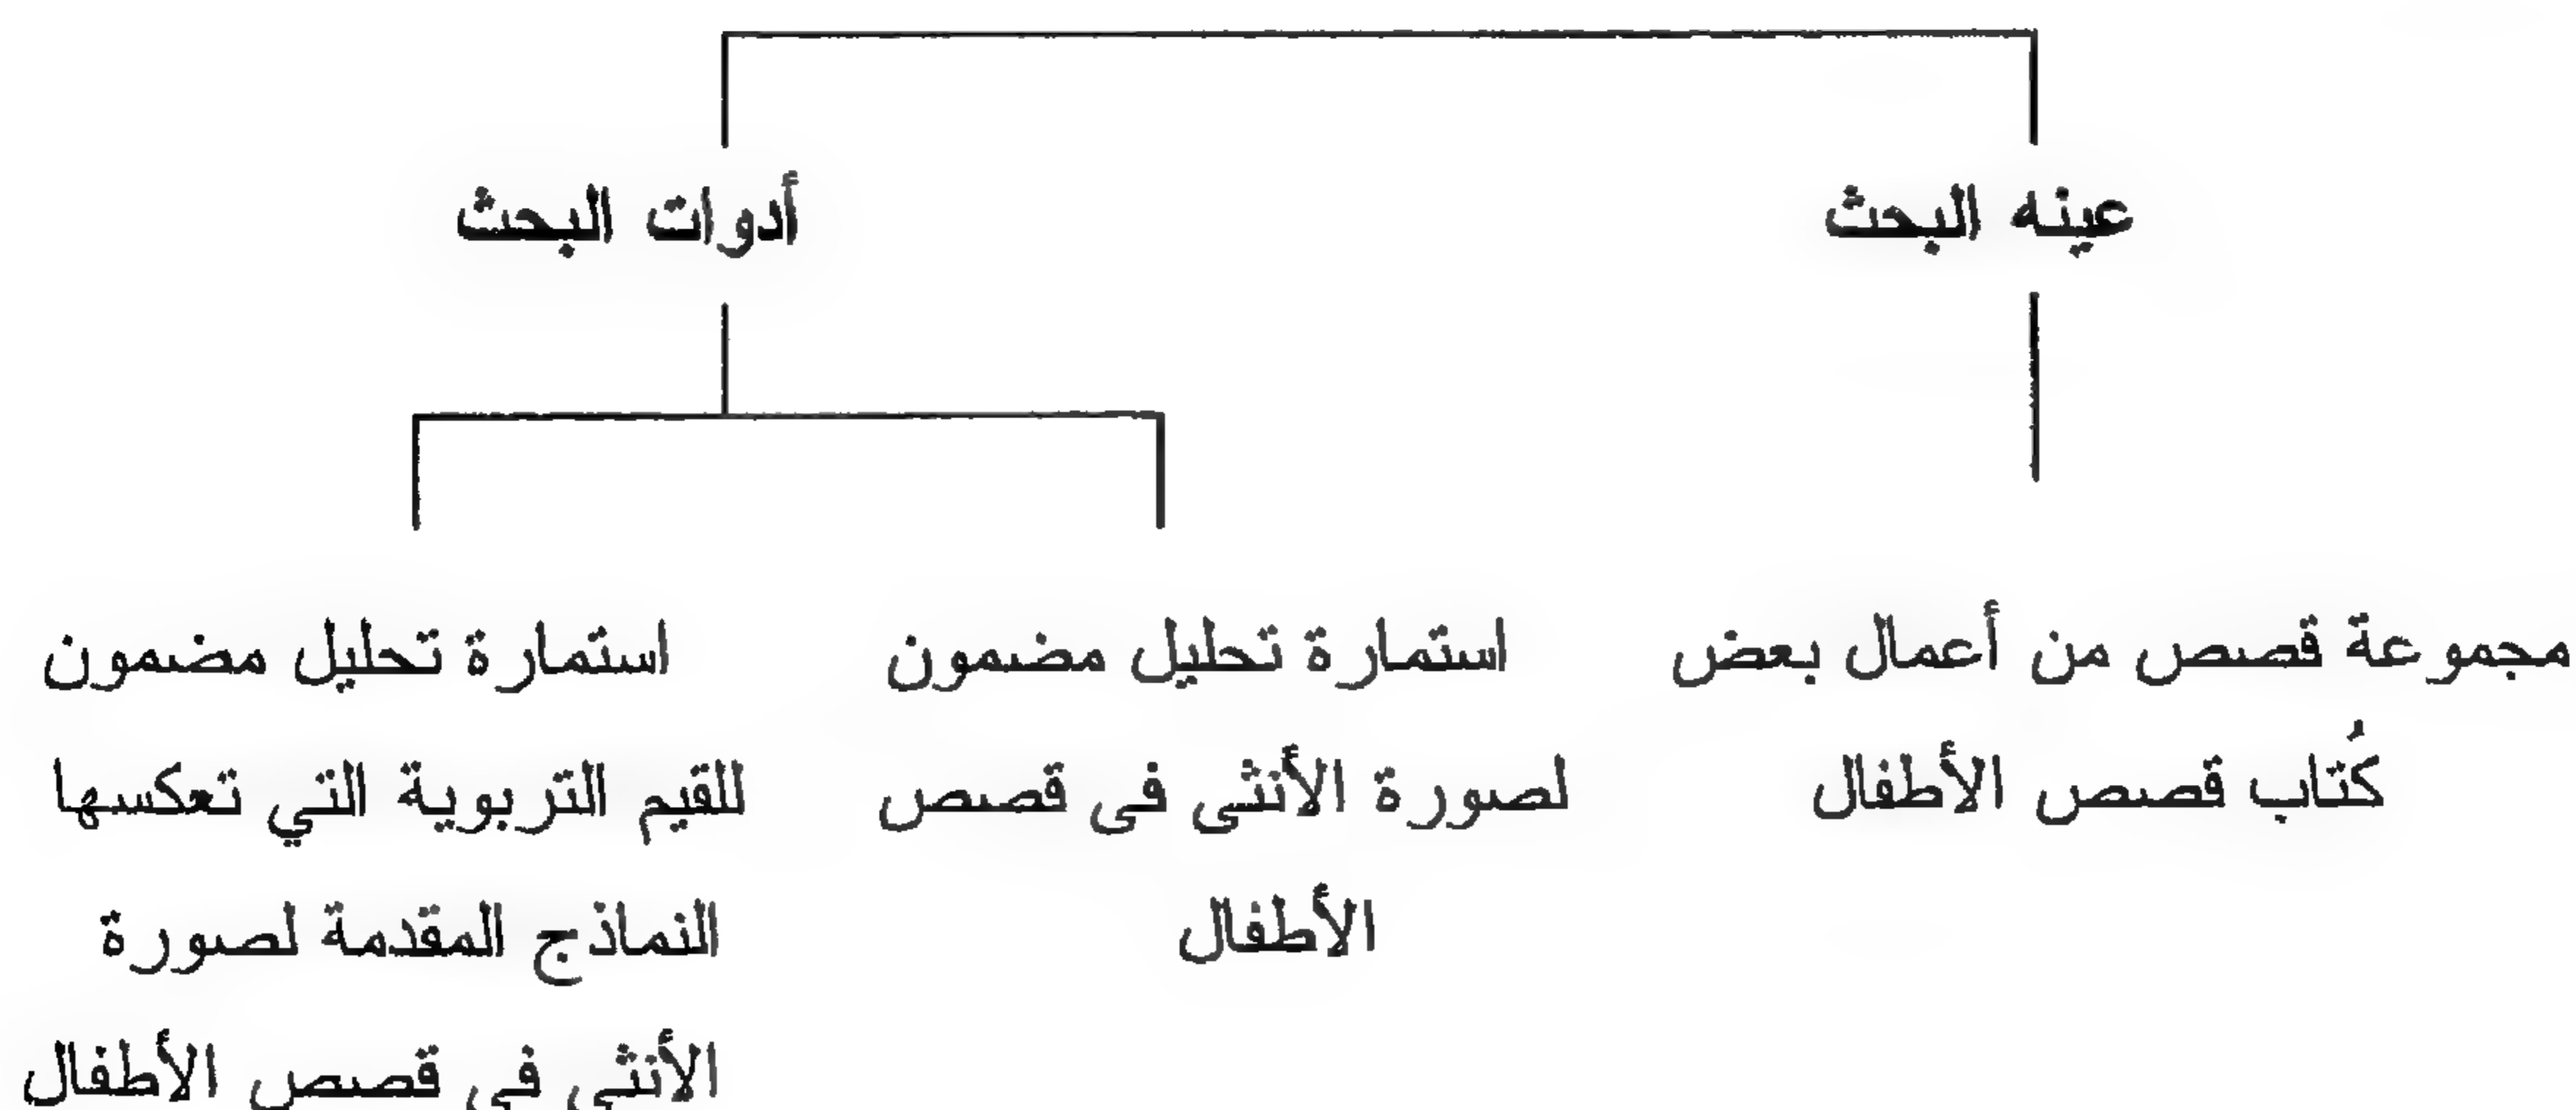 عينه البحث
مجموعة قصص من أعمال بعض
كُتاب قصص الأطفال
أدوات البحث
استمارة تحليل مضمون
لصورة الأنثى فى قصص
الأطفال
استمارة تحليل مضمون
للقيم التربوية التي تعكسها
النماذج المقدمة لصورة
الأنثى فى قصص الأطفال